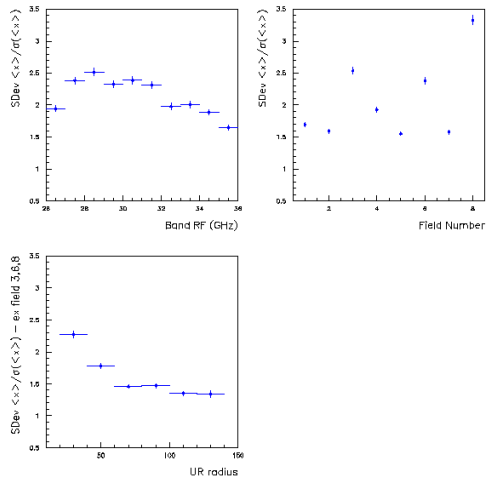 SDev <x>/σ(<x>)
3.5
3
2.5
2
1.5
1
0.5
26 28 30 32 34 36
Band RF (GHz)
SDev <x>/σ(<x>)
3.5
3
2.5
2
1.5
1
0.5
2 4 6 8
Field Number
SDev <x>/σ(<x>) - ex field 3,6,8
3.5
3
2.5
2
1.5
1
0.5
50 100 150
UR radius